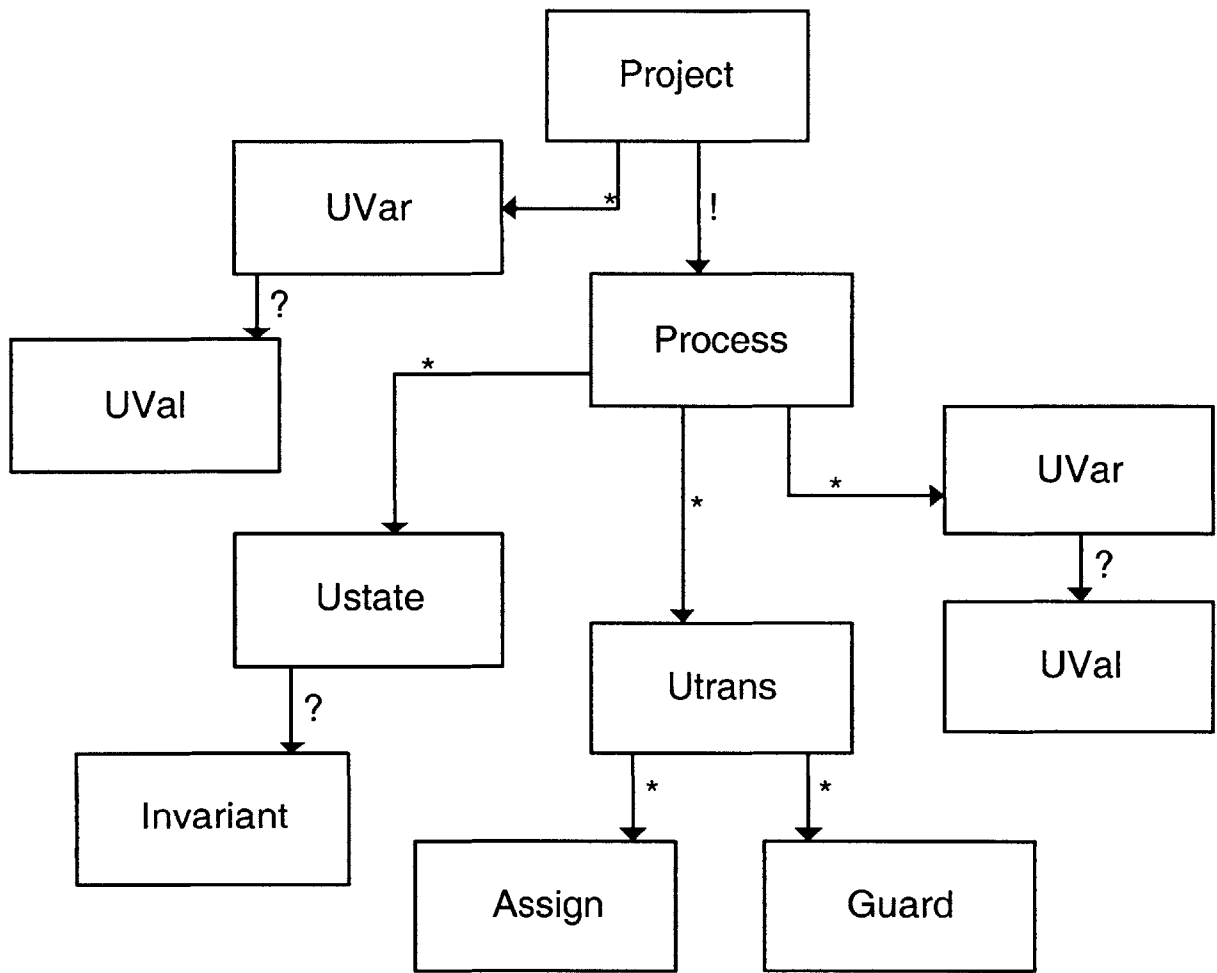 Project
UVar
*
!
?
Process
UVal
*
UVar
*
*
?
Ustate
UVal
Utrans
?
*
*
Invariant
Assign
Guard